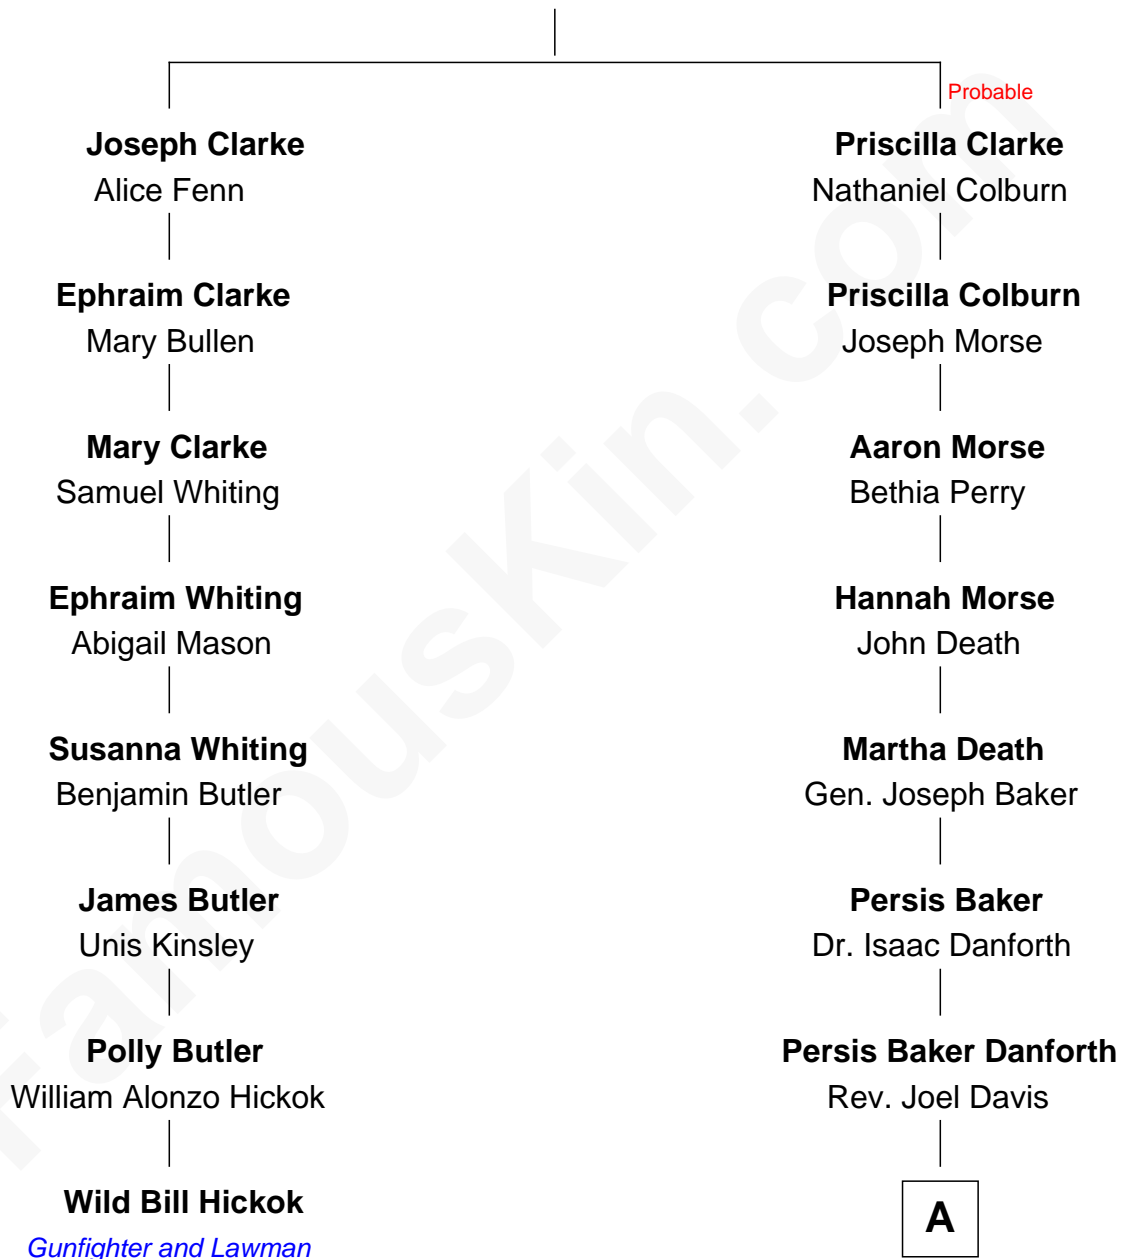 Probable
Joseph Clarke
Alice Fenn
Priscilla Clarke
Nathaniel Colburn
Ephraim Clarke
Mary Bullen
Priscilla Colburn
Joseph Morse
Mary Clarke
Samuel Whiting
Aaron Morse
Bethia Perry
Ephraim Whiting
Abigail Mason
Hannah Morse
John Death
Susanna Whiting
Benjamin Butler
Martha Death
Gen. Joseph Baker
James Butler
Unis Kinsley
Persis Baker
Dr. Isaac Danforth
Polly Butler
William Alonzo Hickok
Persis Baker Danforth
Rev. Joel Davis
Wild Bill Hickok
Gunfighter and Lawman
A
FamousKin.com